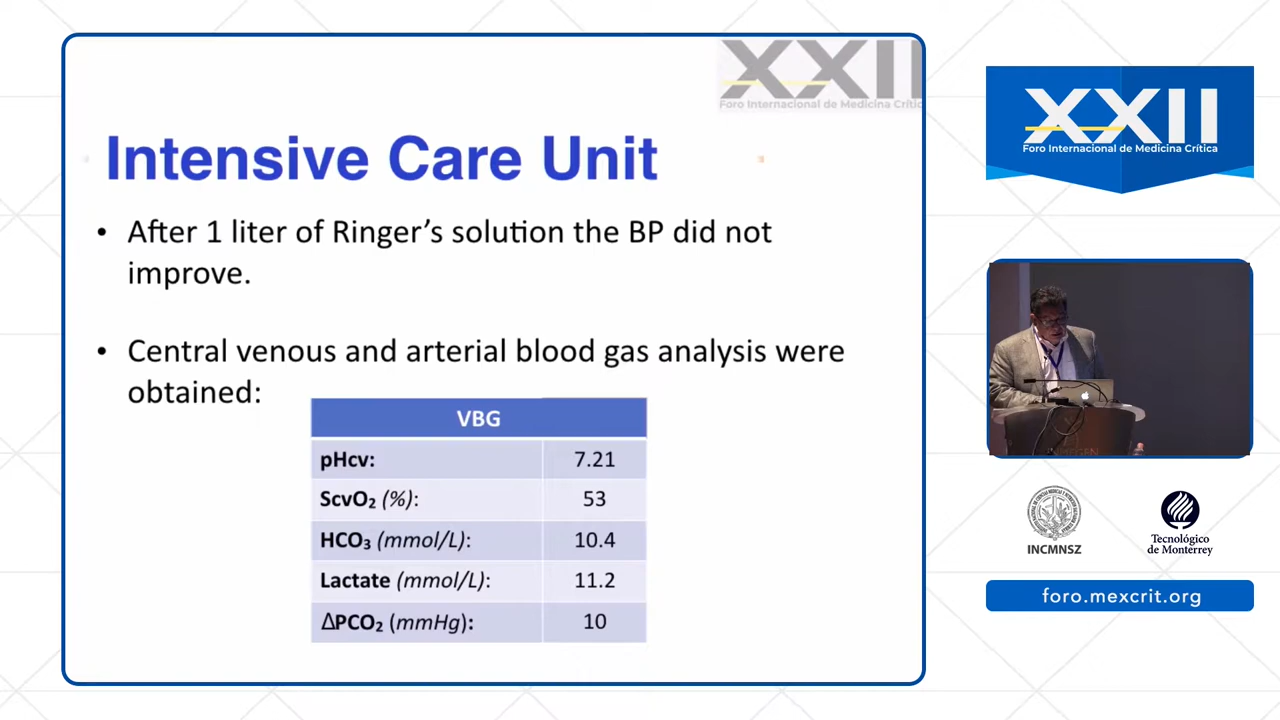 XXII
Foro Internacional de Medicina Crític
Intensive Care Unit
• After 1 liter of Ringer’s solution the BP did not
improve.
• Central venous and arterial blood gas analysis were
obtained:
VBG
pHcv: 7.21
ScvO₂ (%): 53
HCO₃ (mmol/L): 10.4
Lactate (mmol/L): 11.2
ΔPCO₂ (mmHg): 10
XXII
Foro Internacional de Medicina Crítica
INCMNSZ
Tecnológico
de Monterrey
foro.mexcrit.org